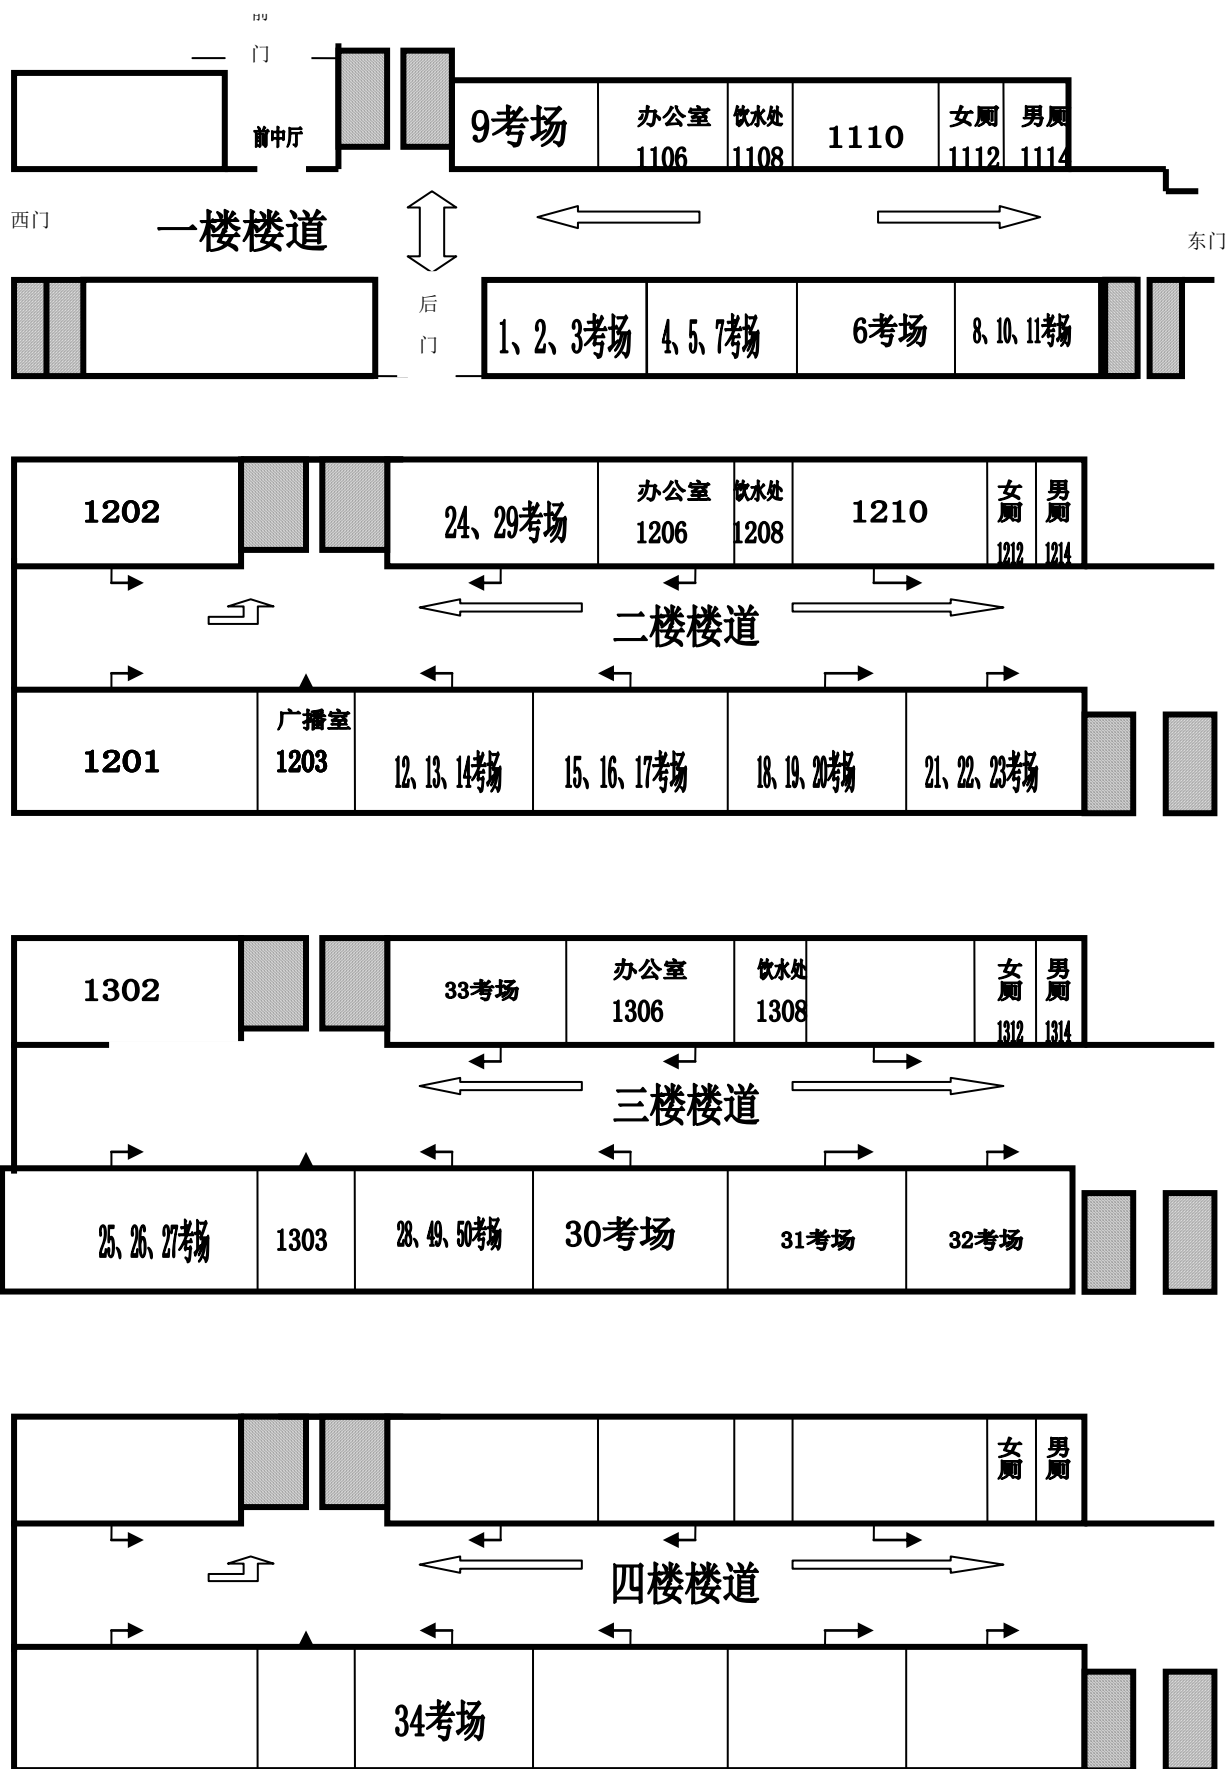 前
门
前中厅
9考场
办公室
1106
饮水处
1108
1110
女厕
1112
男厕
1114
西门
一楼楼道
东门
后
门
1、2、3考场
4、5、7考场
6考场
8、10、11考场
1202
24、29考场
办公室
1206
饮水处
1208
1210
女厕
1212
男厕
1214
二楼楼道
1201
广播室
1203
12、13、14考场
15、16、17考场
18、19、20考场
21、22、23考场
1302
33考场
办公室
1306
饮水处
1308
女厕
1312
男厕
1314
三楼楼道
25、26、27考场
1303
28、49、50考场
30考场
31考场
32考场
女厕
男厕
四楼楼道
34考场